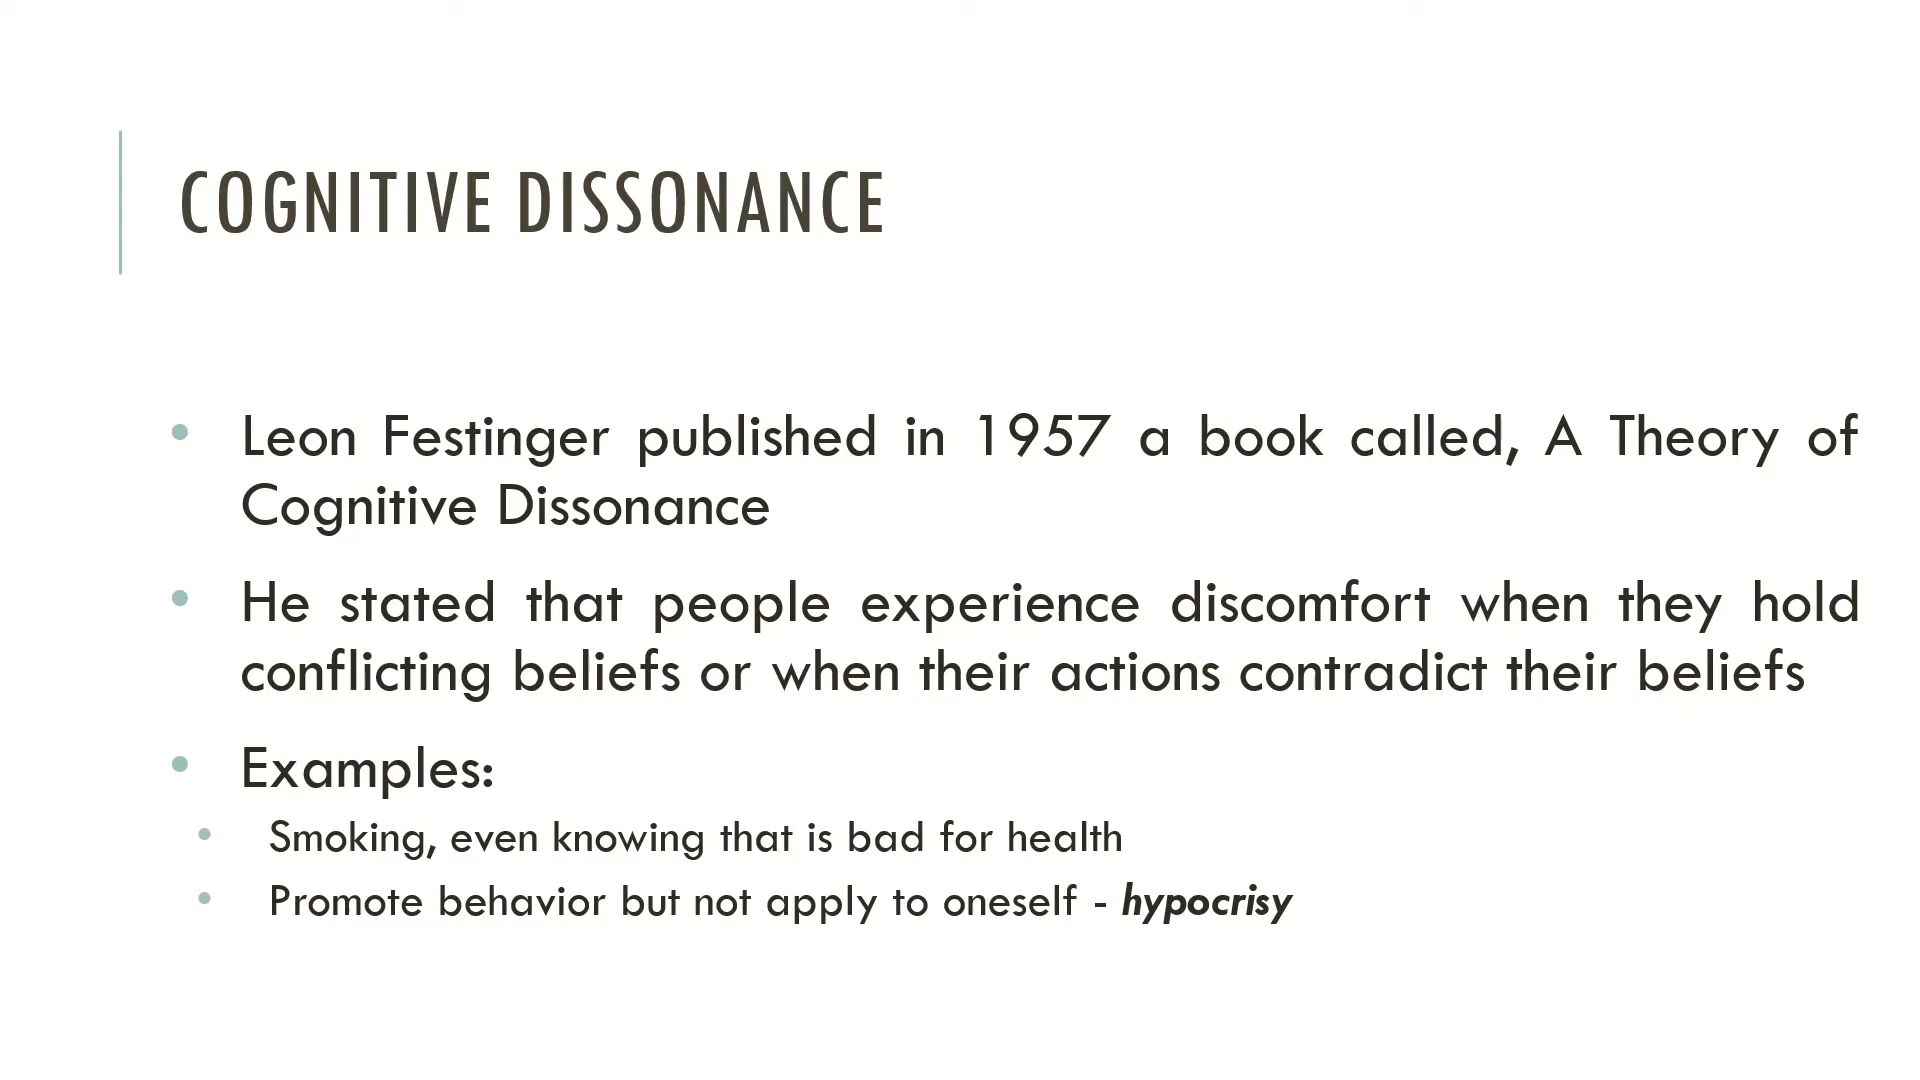 COGNITIVE DISSONANCE
• Leon Festinger published in 1957 a book called, A Theory of
Cognitive Dissonance
• He stated that people experience discomfort when they hold
conflicting beliefs or when their actions contradict their beliefs
• Examples:
• Smoking, even knowing that is bad for health
• Promote behavior but not apply to oneself - hypocrisy